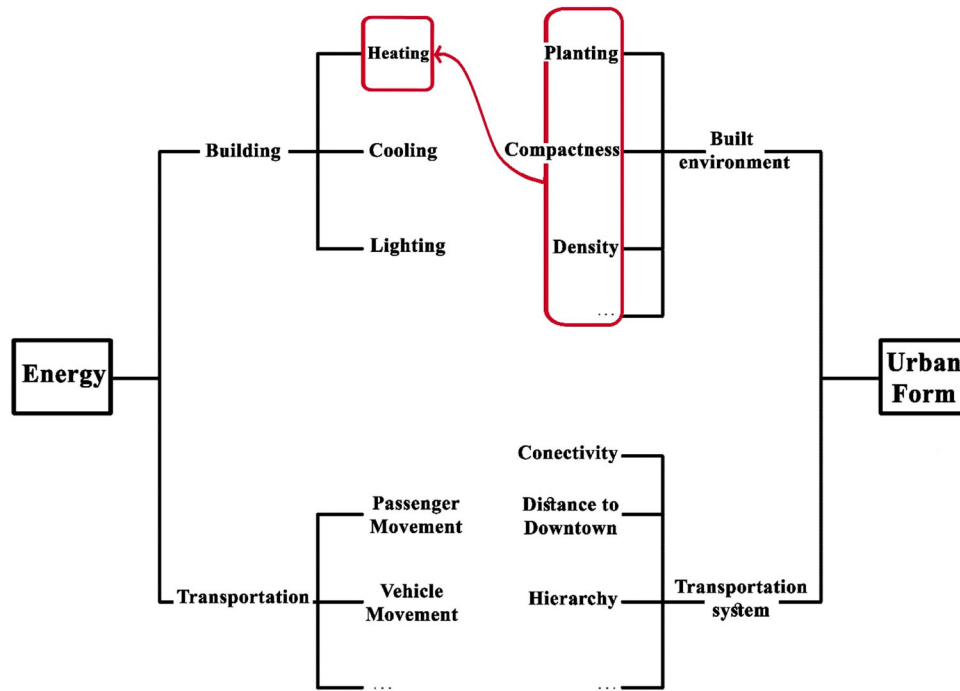 Heating
Planting
Building
Cooling
Compactness
Built
environment
Lighting
Density
...
Energy
Urban
Form
Conectivity
Passenger
Movement
Distance to
Downtown
Transportation
Vehicle
Movement
Hierarchy
Transportation
system
...
...